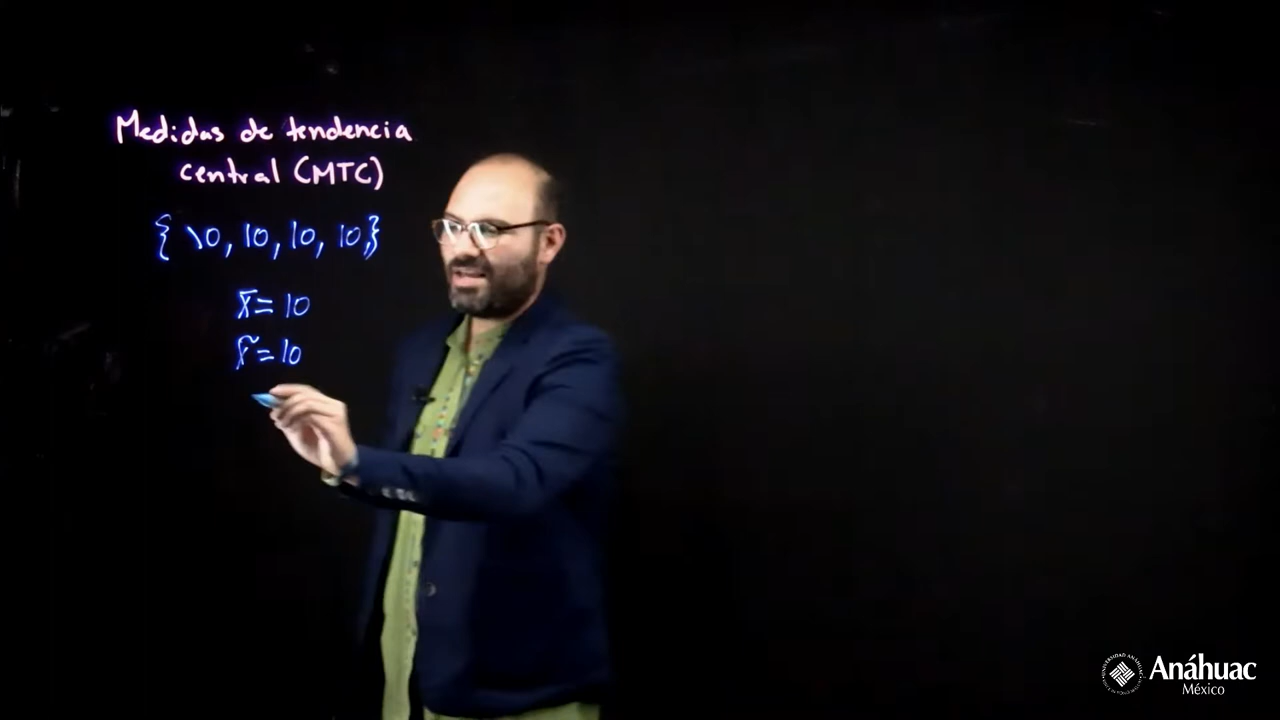 Medidas de tendencia
central (MTC)
{ 10, 10, 10, 10,}
x̄ = 10
x̃ = 10
Anáhuac
México